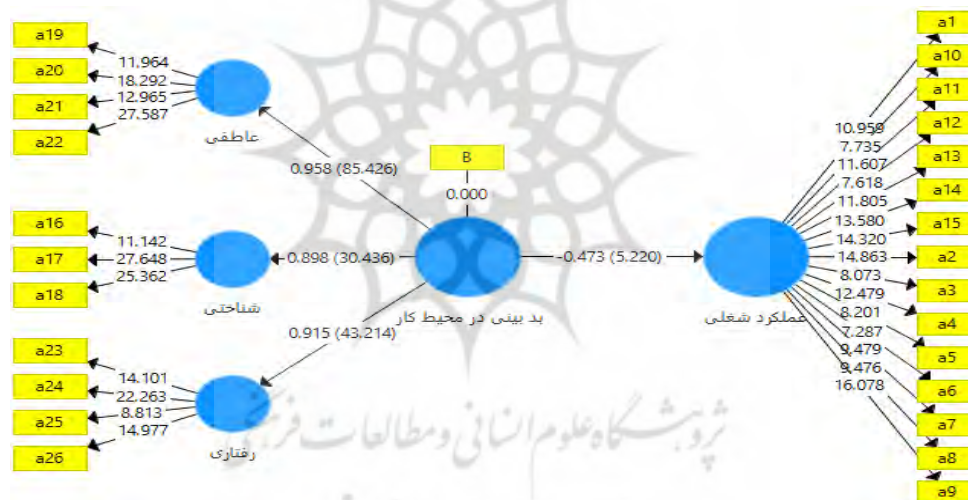 a19
a20
a21
a22
11.964
18.292
12.965
27.587
عاطفی
0.958 (85.426)
a16
a17
a18
11.142
27.648
25.362
شناختی
0.898 (30.436)
a23
a24
a25
a26
14.101
22.263
8.813
14.977
رفتاری
0.915 (43.214)
B
0.000
بد بینی در محیط کار
-0.473 (5.220)
عملکرد شغلی
10.959
7.735
11.607
7.618
11.805
13.580
14.320
14.863
8.073
12.479
8.201
7.287
9.479
9.476
16.078
a1
a10
a11
a12
a13
a14
a15
a2
a3
a4
a5
a6
a7
a8
a9
پژوهشگاه علوم انسانی و مطالعات فرهنگی